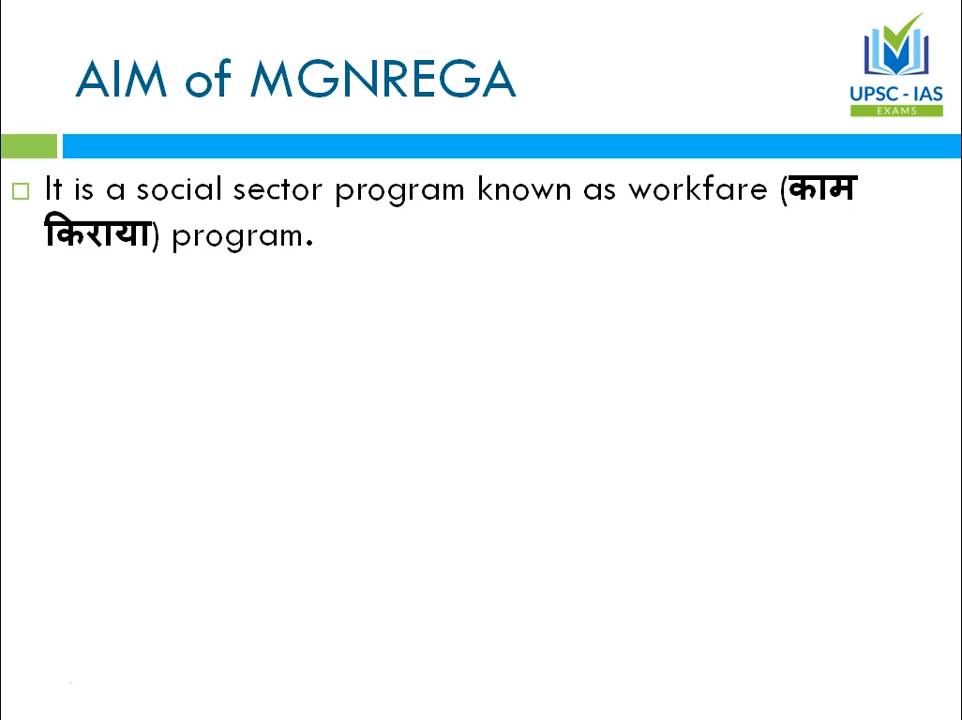 AIM of MGNREGA
UPSC - IAS
EXAMS
It is a social sector program known as workfare (काम
किराया) program.